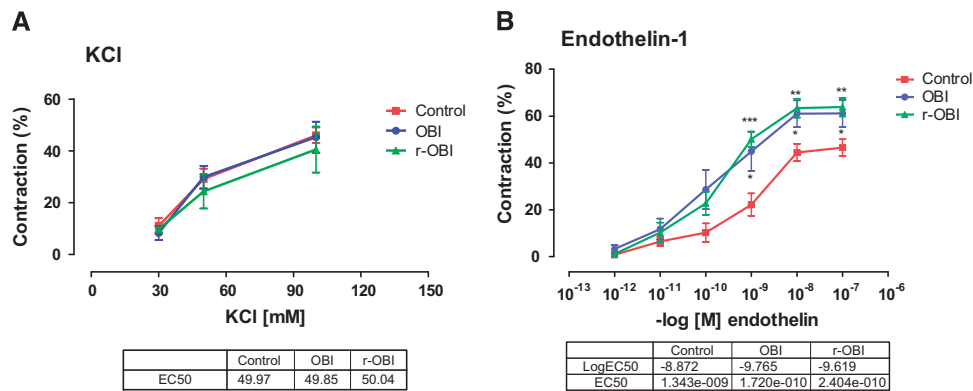 A
KCl
Contraction (%)
60
40
20
0
0 30 60 90 120 150
KCl [mM]
Control
OBI
r-OBI
Control OBI r-OBI
EC50 49.97 49.85 50.04
B
Endothelin-1
Contraction (%)
80
60
40
20
0
*** ** **
* * *
10-13 10-12 10-11 10-10 10-9 10-8 10-7 10-6
-log [M] endothelin
Control
OBI
r-OBI
Control OBI r-OBI
LogEC50 -8.872 -9.765 -9.619
EC50 1.343e-009 1.720e-010 2.404e-010